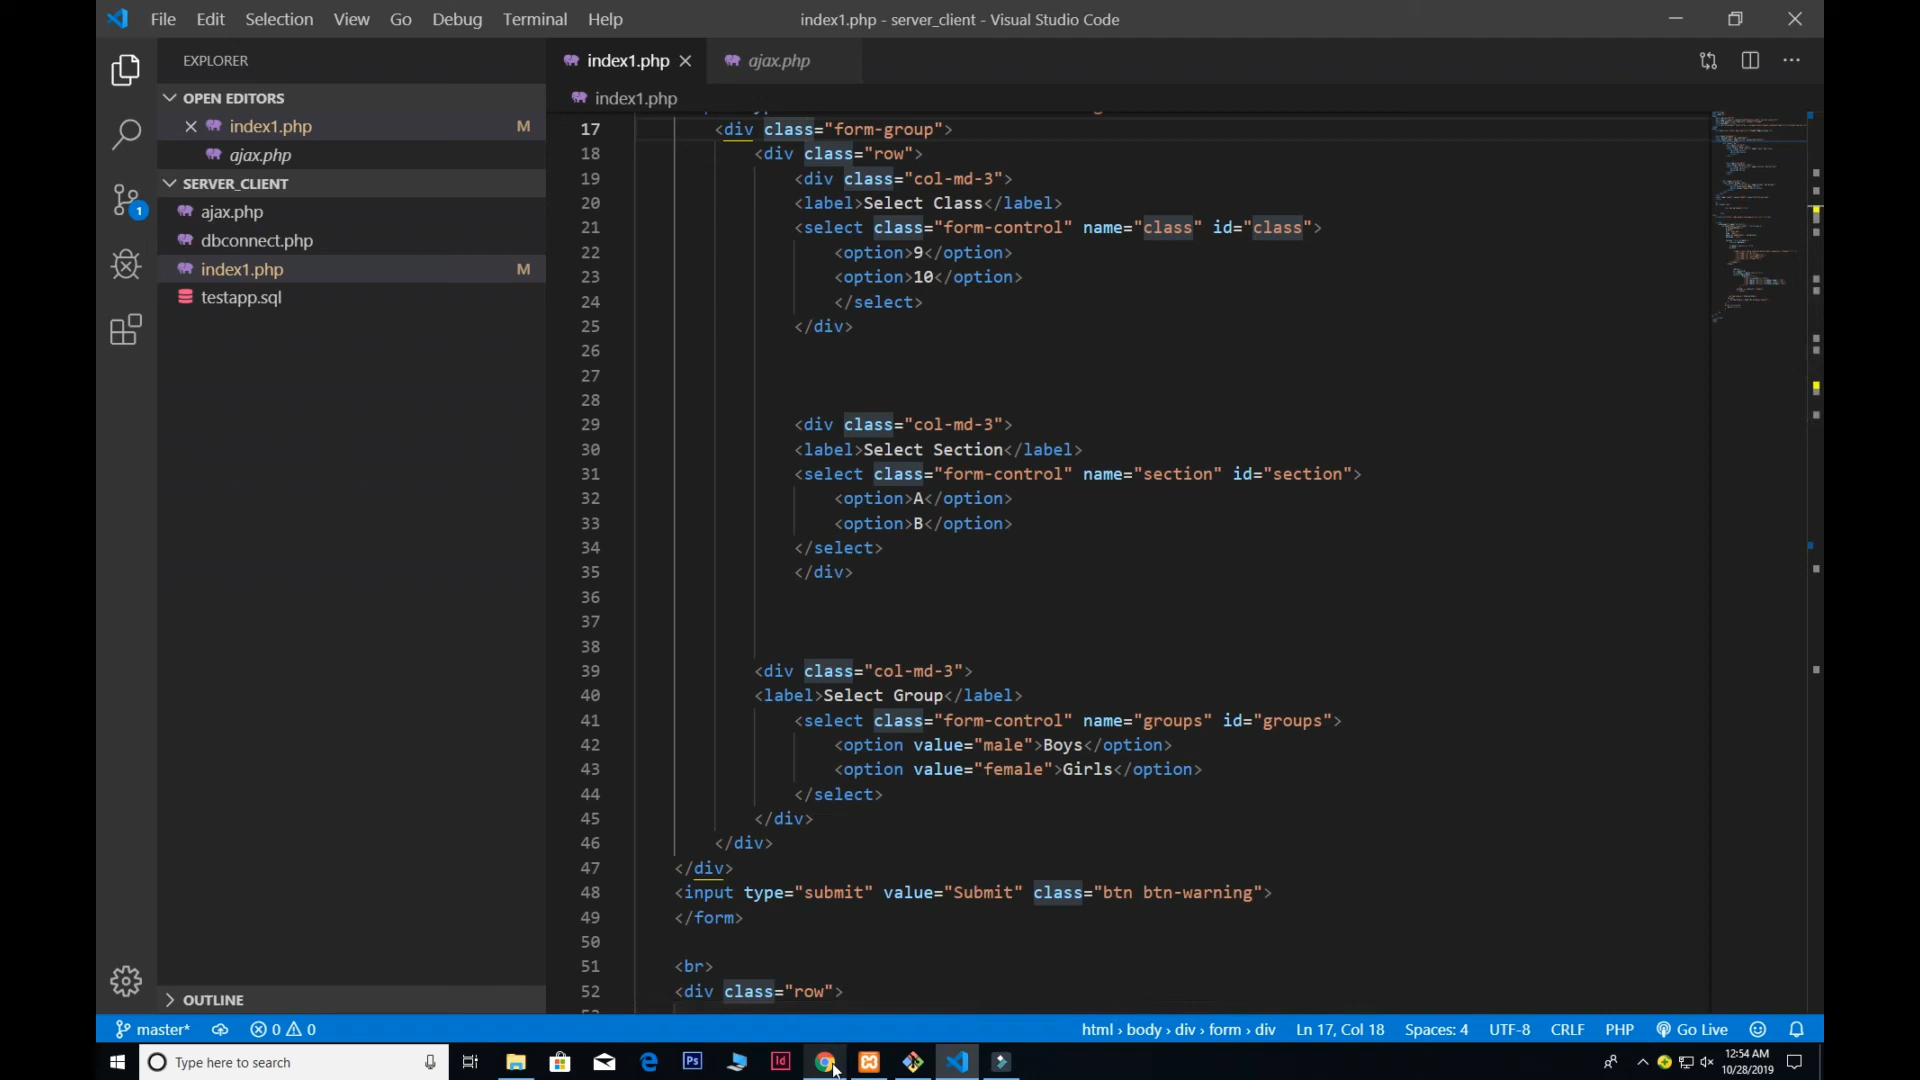 File Edit Selection View Go Debug Terminal Help
index1.php - server_client - Visual Studio Code
EXPLORER
OPEN EDITORS
index1.php M
ajax.php
SERVER_CLIENT
ajax.php
dbconnect.php
index1.php M
testapp.sql
OUTLINE
1
index1.php ajax.php
index1.php
17 <div class="form-group">
18 <div class="row">
19 <div class="col-md-3">
20 <label>Select Class</label>
21 <select class="form-control" name="class" id="class">
22 <option>9</option>
23 <option>10</option>
24 </select>
25 </div>
26
27
28
29 <div class="col-md-3">
30 <label>Select Section</label>
31 <select class="form-control" name="section" id="section">
32 <option>A</option>
33 <option>B</option>
34 </select>
35 </div>
36
37
38
39 <div class="col-md-3">
40 <label>Select Group</label>
41 <select class="form-control" name="groups" id="groups">
42 <option value="male">Boys</option>
43 <option value="female">Girls</option>
44 </select>
45 </div>
46 </div>
47 </div>
48 <input type="submit" value="Submit" class="btn btn-warning">
49 </form>
50
51 <br>
52 <div class="row">
master* 0 0 html › body › div › form › div Ln 17, Col 18 Spaces: 4 UTF-8 CRLF PHP Go Live
Type here to search
Ps
Id
12:54 AM
10/28/2019